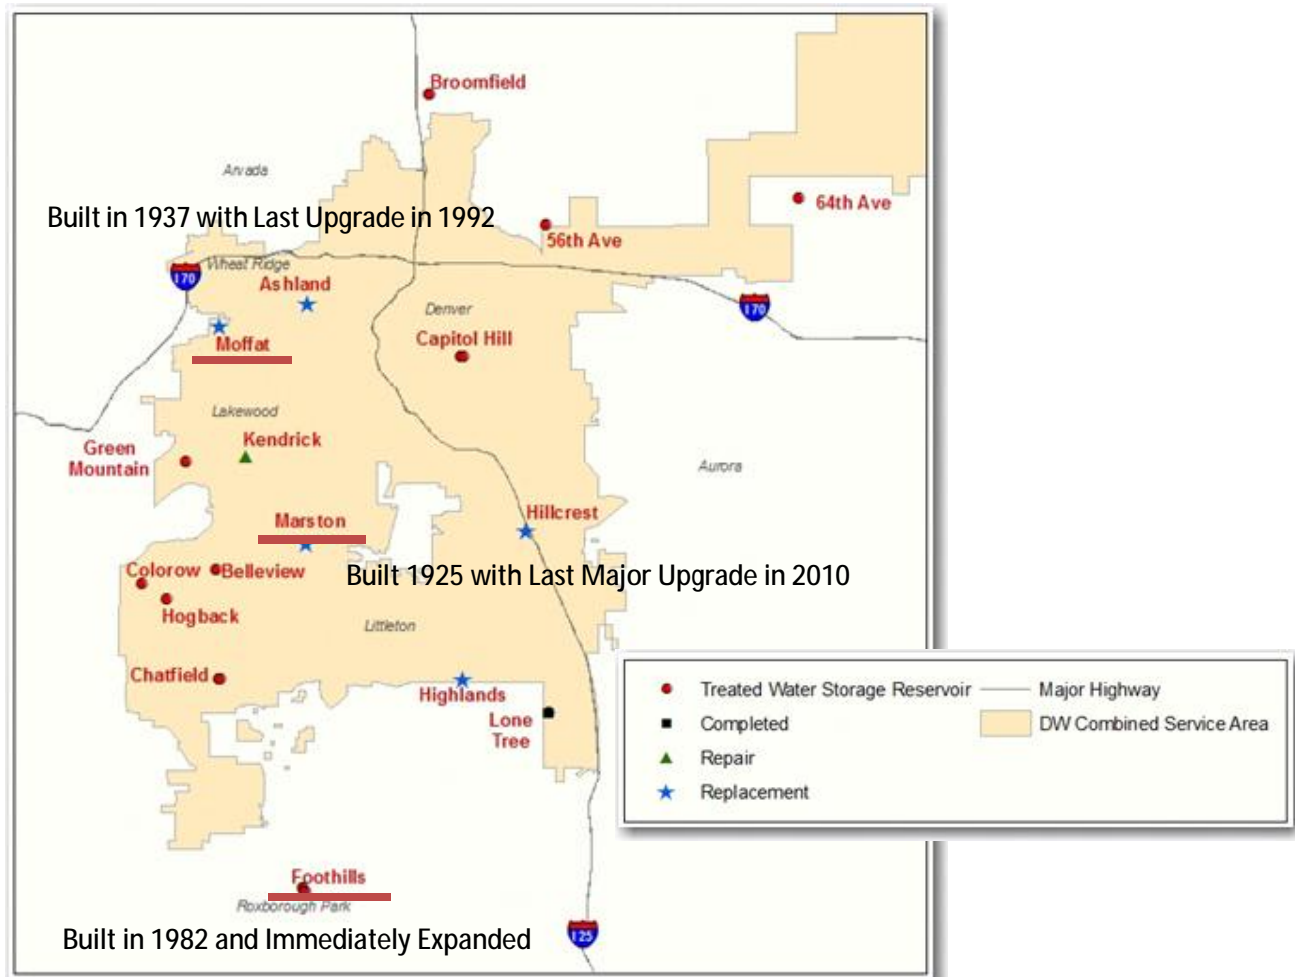 Broomfield
Arvada
64th Ave
Built in 1937 with Last Upgrade in 1992
56th Ave
Wheat Ridge
170
Ashland
170
Denver
Moffat
Capitol Hill
Lakewood
Kendrick
Green
Mountain
Aurora
Marston
Hillcrest
Colorow
Belleview
Built 1925 with Last Major Upgrade in 2010
Hogback
Littleton
Chatfield
Highlands
Lone
Tree
Treated Water Storage Reservoir
Major Highway
Completed
DW Combined Service Area
Repair
Replacement
Foothills
Roxborough Park
Built in 1982 and Immediately Expanded
125